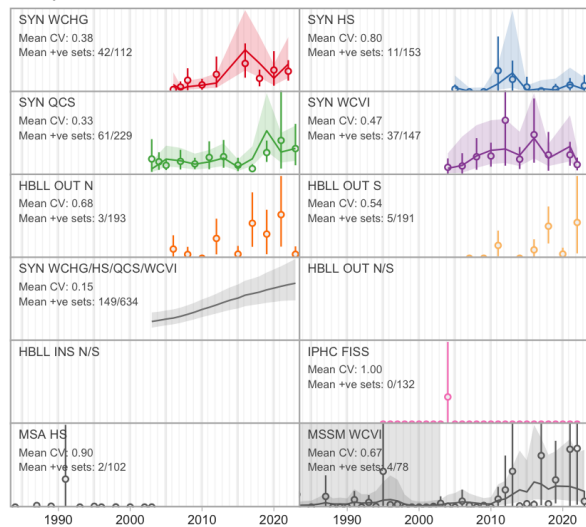 SYN WCHG
Mean CV: 0.38
Mean +ve sets: 42/112
SYN HS
Mean CV: 0.80
Mean +ve sets: 11/153
SYN QCS
Mean CV: 0.33
Mean +ve sets: 61/229
SYN WCVI
Mean CV: 0.47
Mean +ve sets: 37/147
HBLL OUT N
Mean CV: 0.68
Mean +ve sets: 3/193
HBLL OUT S
Mean CV: 0.54
Mean +ve sets: 5/191
SYN WCHG/HS/QCS/WCVI
Mean CV: 0.15
Mean +ve sets: 149/634
HBLL OUT N/S
HBLL INS N/S
IPHC FISS
Mean CV: 1.00
Mean +ve sets: 0/132
MSA HS
Mean CV: 0.90
Mean +ve sets: 2/102
MSSM WCVI
Mean CV: 0.67
Mean +ve sets: 4/78
1990 2000 2010 2020 1990 2000 2010 2020